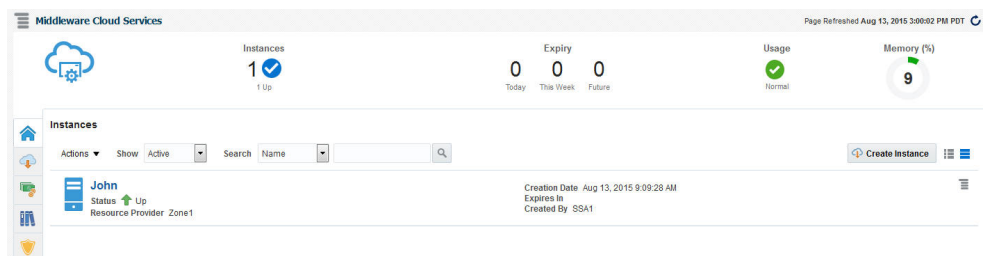 Middleware Cloud Services
Page Refreshed Aug 13, 2015 3:00:02 PM PDT
Instances
1
1 Up
Expiry
0 0 0
Today This Week Future
Usage
Normal
Memory (%)
9
Instances
Actions Show Active Search Name Create Instance
John
Status Up
Resource Provider Zone1
Creation Date Aug 13, 2015 9:09:28 AM
Expires In
Created By SSA1